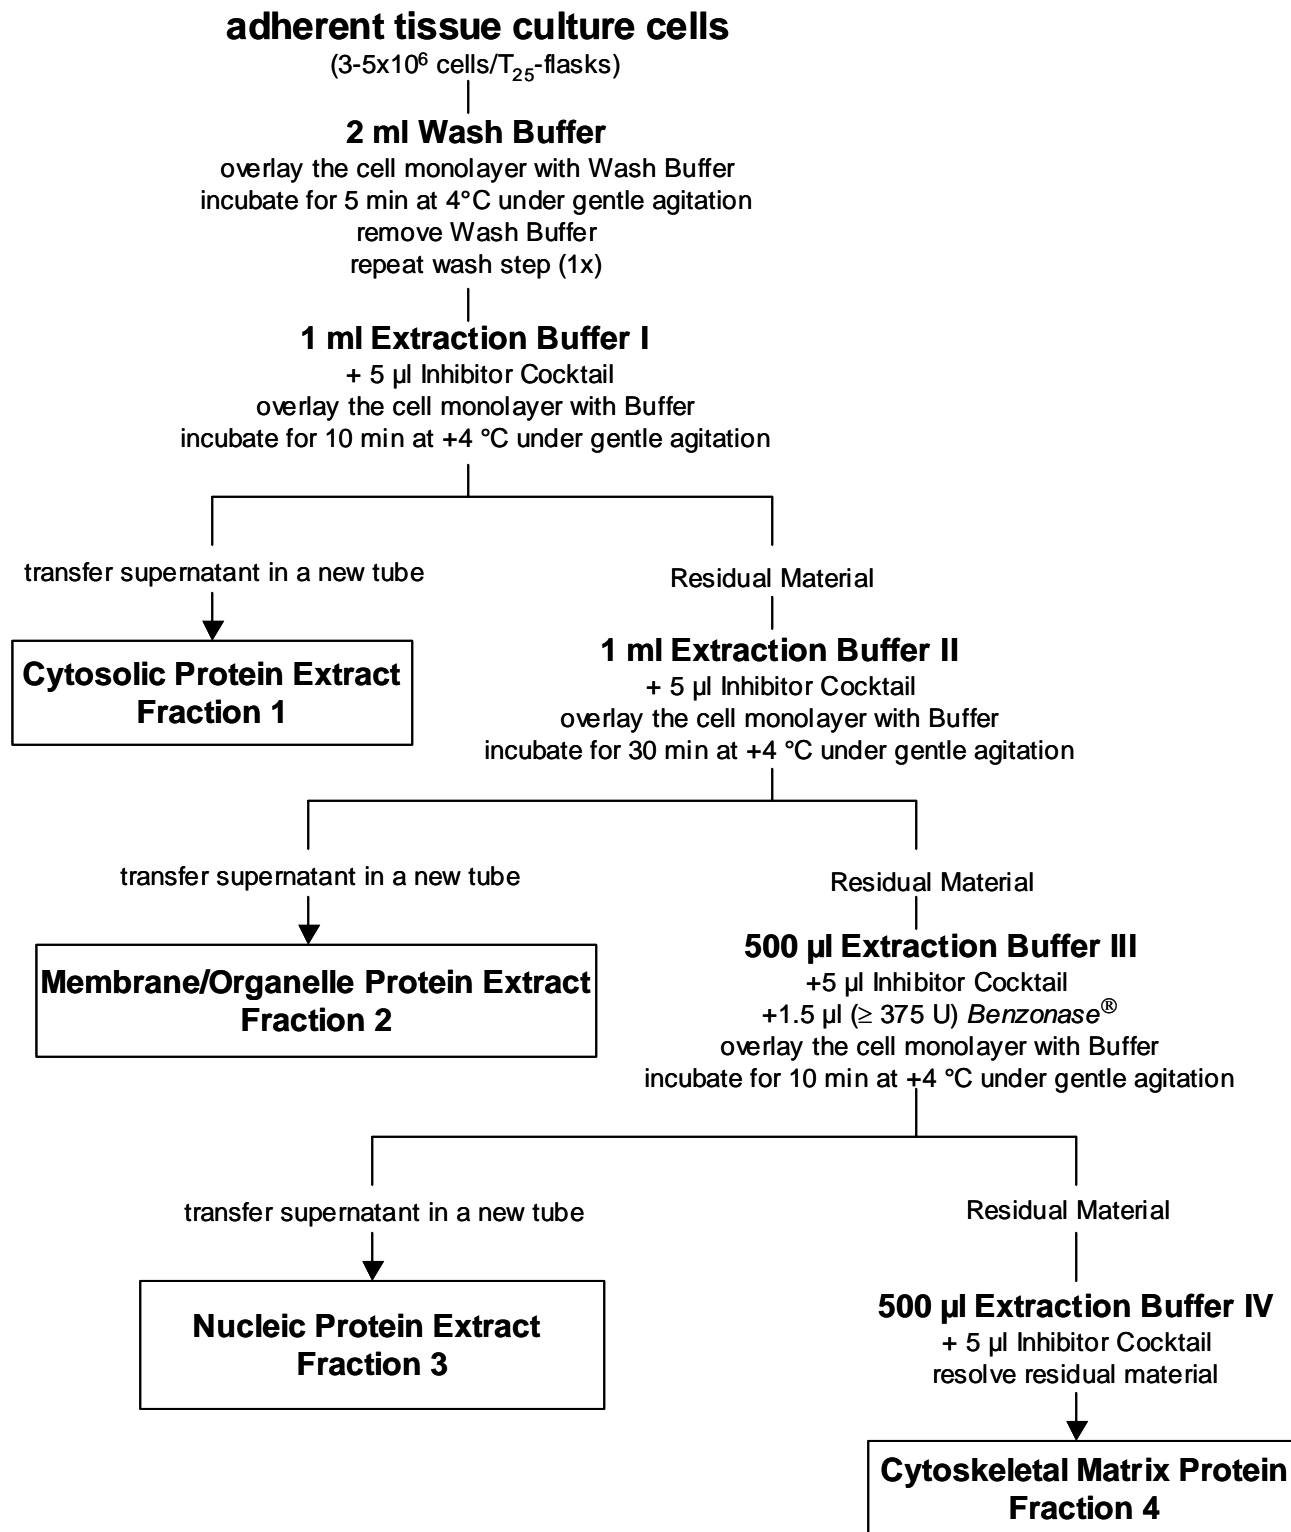 adherent tissue culture cells
(3-5x10⁶ cells/T₂₅-flasks)
2 ml Wash Buffer
overlay the cell monolayer with Wash Buffer
incubate for 5 min at 4°C under gentle agitation
remove Wash Buffer
repeat wash step (1x)
1 ml Extraction Buffer I
+ 5 µl Inhibitor Cocktail
overlay the cell monolayer with Buffer
incubate for 10 min at +4 °C under gentle agitation
transfer supernatant in a new tube
Residual Material
Cytosolic Protein Extract
Fraction 1
1 ml Extraction Buffer II
+ 5 µl Inhibitor Cocktail
overlay the cell monolayer with Buffer
incubate for 30 min at +4 °C under gentle agitation
transfer supernatant in a new tube
Residual Material
Membrane/Organelle Protein Extract
Fraction 2
500 µl Extraction Buffer III
+5 µl Inhibitor Cocktail
+1.5 µl (≥ 375 U) Benzonase®
overlay the cell monolayer with Buffer
incubate for 10 min at +4 °C under gentle agitation
transfer supernatant in a new tube
Residual Material
Nucleic Protein Extract
Fraction 3
500 µl Extraction Buffer IV
+ 5 µl Inhibitor Cocktail
resolve residual material
Cytoskeletal Matrix Protein
Fraction 4